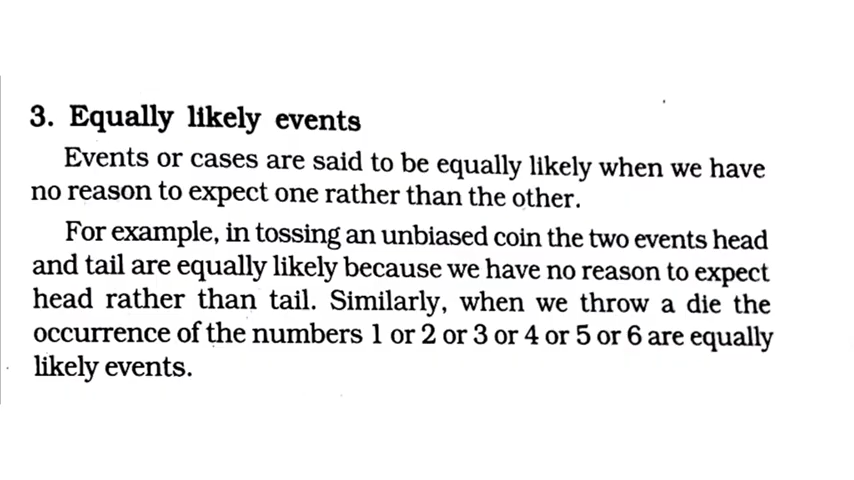 3. Equally likely events
Events or cases are said to be equally likely when we have
no reason to expect one rather than the other.
For example, in tossing an unbiased coin the two events head
and tail are equally likely because we have no reason to expect
head rather than tail. Similarly, when we throw a die the
occurrence of the numbers 1 or 2 or 3 or 4 or 5 or 6 are equally
likely events.